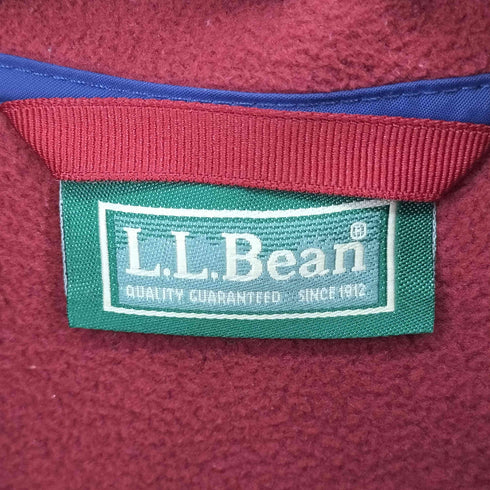 L.L.Bean®
QUALITY GUARANTEED SINCE 1912